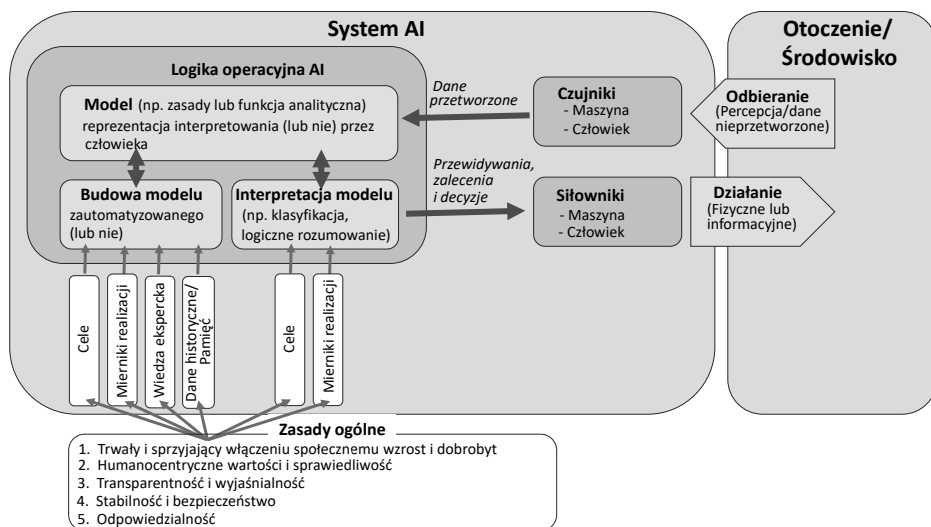 System AI
Otoczenie/
Środowisko
Logika operacyjna AI
Model (np. zasady lub funkcja analityczna)
reprezentacja interpretowania (lub nie) przez
człowieka
Dane
przetworzone
Czujniki
- Maszyna
- Człowiek
Odbieranie
(Percepcja/dane
nieprzetworzone)
Budowa modelu
zautomatyzowanego
(lub nie)
Interpretacja modelu
(np. klasyfikacja,
logiczne rozumowanie)
Przewidywania,
zalecenia
i decyzje
Siłowniki
- Maszyna
- Człowiek
Działanie
(Fizyczne lub
informacyjne)
Cele
Mierniki realizacji
Wiedza ekspercka
Dane historyczne/
Pamięć
Cele
Mierniki realizacji
Zasady ogólne
1. Trwały i sprzyjający włączeniu społecznemu wzrost i dobrobyt
2. Humanocentryczne wartości i sprawiedliwość
3. Transparentność i wyjaśnialność
4. Stabilność i bezpieczeństwo
5. Odpowiedzialność